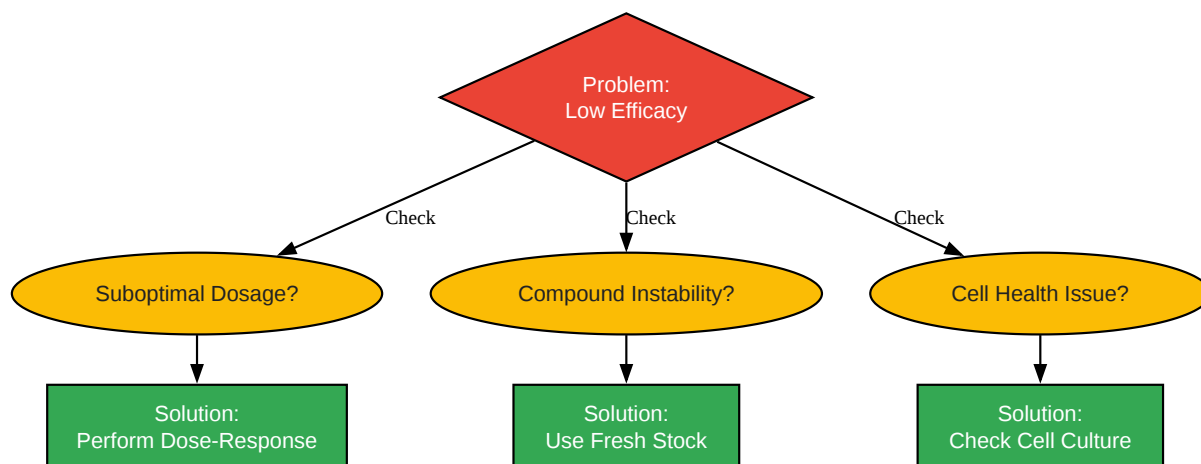 Problem:
Low Efficacy
Check
Check
Check
Suboptimal Dosage?
Compound Instability?
Cell Health Issue?
Solution:
Perform Dose-Response
Solution:
Use Fresh Stock
Solution:
Check Cell Culture